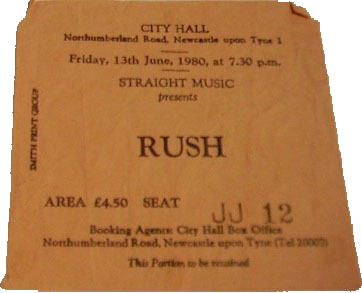 CITY HALL
Northumberland Road, Newcastle upon Tyne 1
Friday, 13th June, 1980, at 7.30 p.m.
STRAIGHT MUSIC
presents
RUSH
AREA £4.50 SEAT JJ 12
Booking Agents: City Hall Box Office
Northumberland Road, Newcastle upon Tyne (Tel 20007)
This Portion to be retained
PRINT GROUP